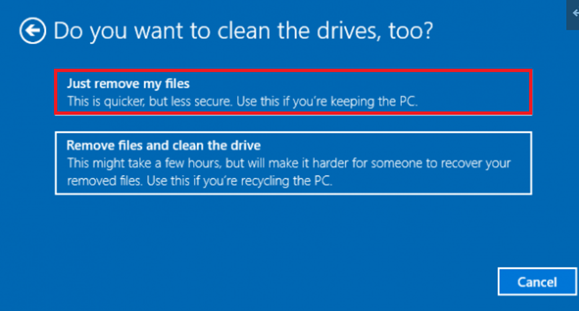 Do you want to clean the drives, too?
Just remove my files
This is quicker, but less secure. Use this if you're keeping the PC.
Remove files and clean the drive
This might take a few hours, but will make it harder for someone to recover your
removed files. Use this if you're recycling the PC.
Cancel